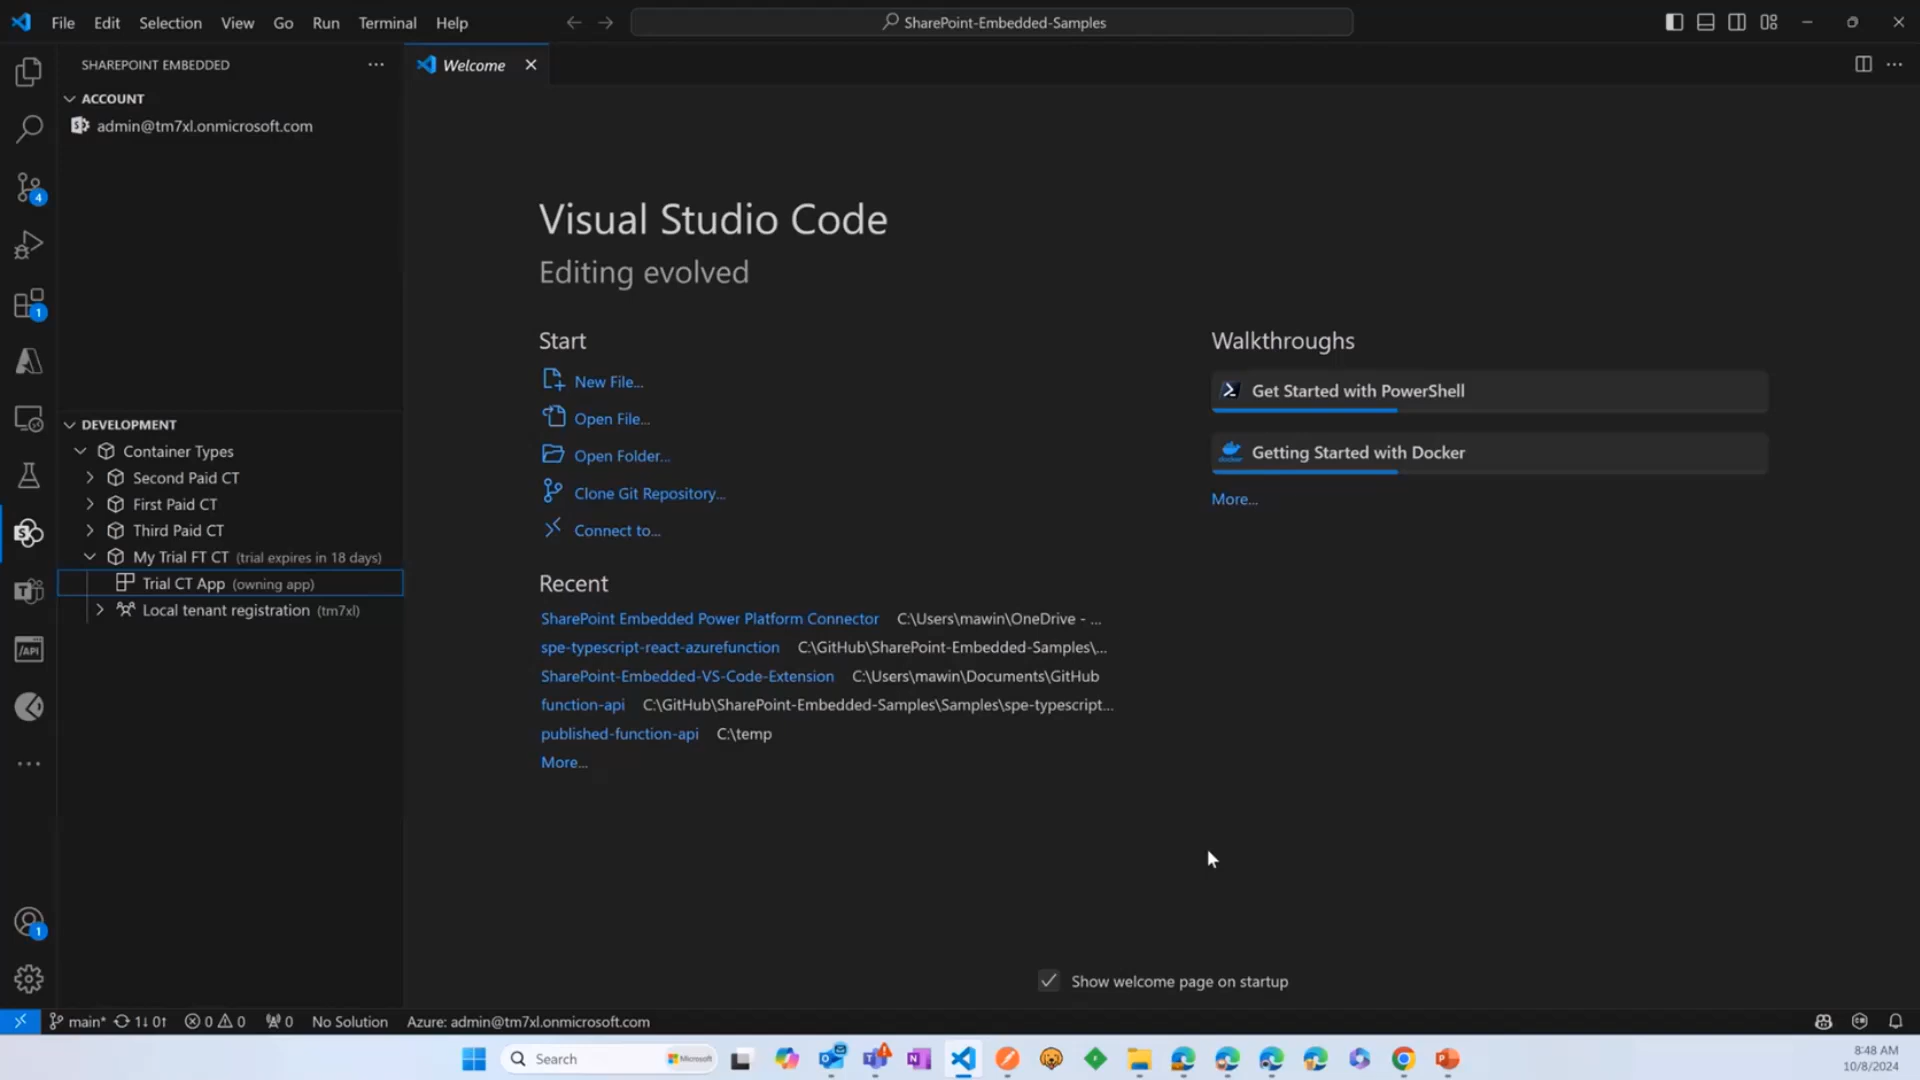 File Edit Selection View Go Run Terminal Help
SharePoint-Embedded-Samples
SHAREPOINT EMBEDDED
ACCOUNT
admin@tm7xl.onmicrosoft.com
DEVELOPMENT
Container Types
Second Paid CT
First Paid CT
Third Paid CT
My Trial FT CT (trial expires in 18 days)
Trial CT App (owning app)
Local tenant registration (tm7xl)
4
1
/API
1
Welcome
Visual Studio Code
Editing evolved
Start
New File...
Open File...
Open Folder...
Clone Git Repository...
Connect to...
Recent
SharePoint Embedded Power Platform Connector C:\Users\mawin\OneDrive - ...
spe-typescript-react-azurefunction C:\GitHub\SharePoint-Embedded-Samples\...
SharePoint-Embedded-VS-Code-Extension C:\Users\mawin\Documents\GitHub
function-api C:\GitHub\SharePoint-Embedded-Samples\Samples\spe-typescript...
published-function-api C:\temp
More...
Walkthroughs
Get Started with PowerShell
Getting Started with Docker
More...
Show welcome page on startup
main* 1↓ 0↑ 0 0 0 No Solution Azure: admin@tm7xl.onmicrosoft.com
Search
Microsoft
8:48 AM
10/8/2024